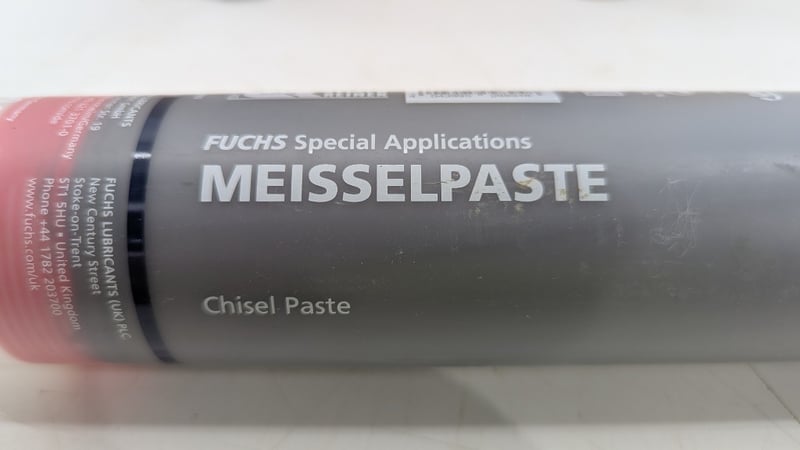 FUCHS Special Applications
MEISSELPASTE
Chisel Paste
FUCHS LUBRICANTS (UK) PLC
New Century Street
Stoke-on-Trent
ST1 5HU • United Kingdom
Phone +44 1782 203700
www.fuchs.com/uk